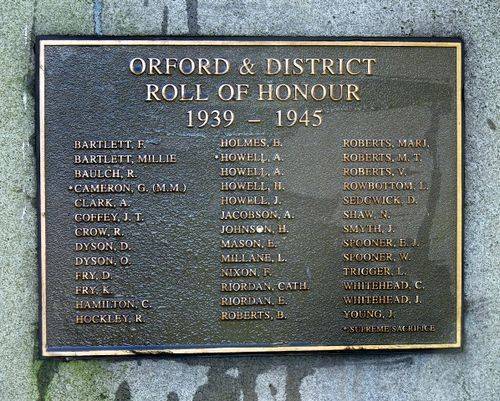 ORFORD & DISTRICT
ROLL OF HONOUR
1939 – 1945
BARTLETT, F.
BARTLETT, MILLIE
BAULCH, R.
*CAMERON, G. (M.M.)
CLARK, A.
COFFEY, J. T.
CROW, R.
DYSON, D.
DYSON, O.
FRY, D.
FRY, K.
HAMILTON, C.
HOCKLEY, R.
HOLMES, B.
*HOWELL, A.
HOWELL, A.
HOWELL, H.
HOWELL, J.
JACOBSON, A.
JOHNSON, H.
MASON, E.
MILLANE, L.
NIXON, F.
RIORDAN, CATH.
RIORDAN, E.
ROBERTS, B.
ROBERTS, MARJ.
ROBERTS, M. T.
ROBERTS, V.
ROWBOTTOM, L.
SEDGWICK, D.
SHAW, N.
SMYTH, J.
SPOONER, E. J.
SPOONER, W.
TRIGGER, L.
WHITEHEAD, C.
WHITEHEAD, J.
YOUNG, J.
* SUPREME SACRIFICE